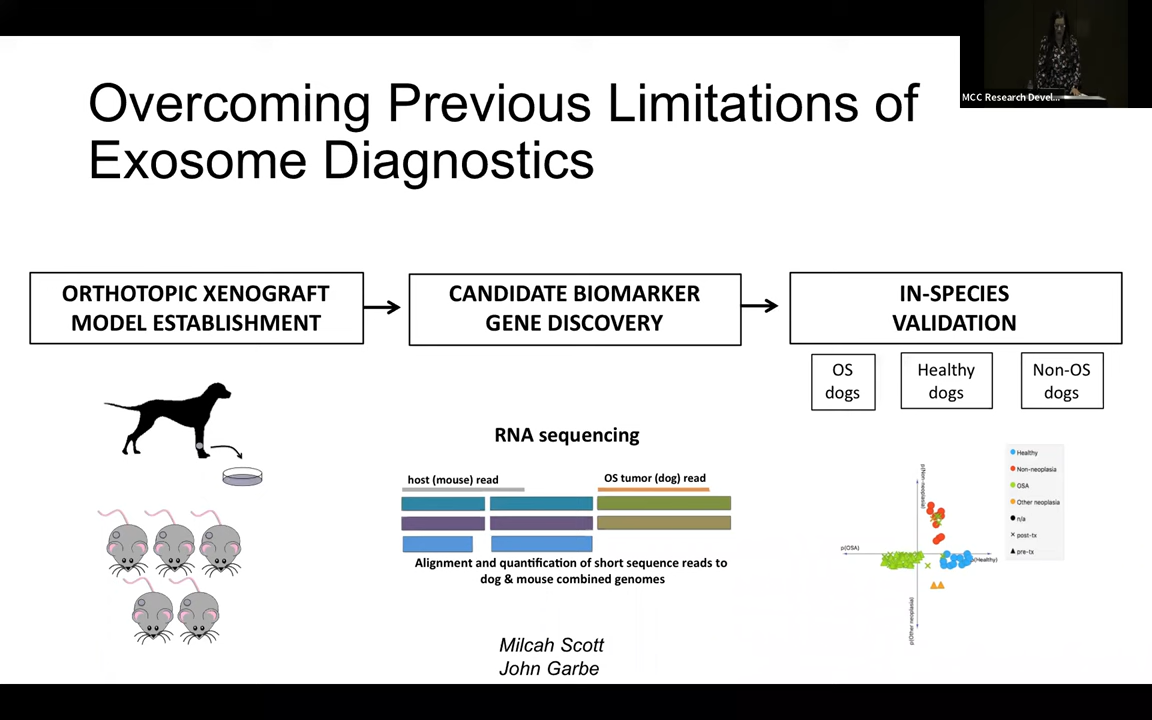 MCC Research Devel...
Overcoming Previous Limitations of
Exosome Diagnostics
ORTHOTOPIC XENOGRAFT
MODEL ESTABLISHMENT
CANDIDATE BIOMARKER
GENE DISCOVERY
IN-SPECIES
VALIDATION
OS
dogs
Healthy
dogs
Non-OS
dogs
RNA sequencing
host (mouse) read
OS tumor (dog) read
Alignment and quantification of short sequence reads to
dog & mouse combined genomes
Healthy
Non-neoplasia
OSA
Other neoplasia
n/a
post-tx
pre-tx
p(Non-neoplasia)
p(OSA)
p(Healthy)
p(Other neoplasia)
Milcah Scott
John Garbe